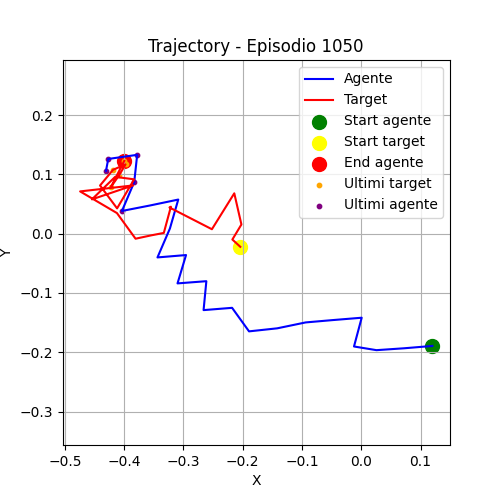 Trajectory - Episodio 1050
Agente
Target
Start agente
Start target
End agente
Ultimi target
Ultimi agente
0.2
0.1
0.0
−0.1
−0.2
−0.3
Y
−0.5
−0.4
−0.3
−0.2
−0.1
0.0
0.1
X